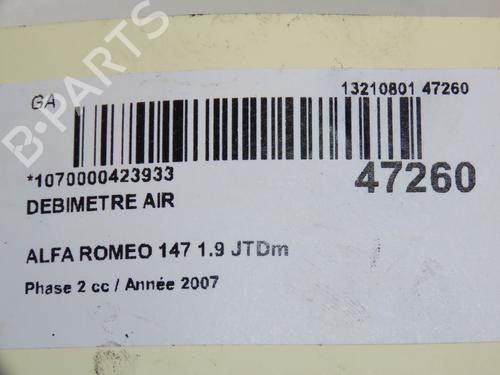 GA
13210801 47260
*1070000423933
47260
DEBIMETRE AIR
ALFA ROMEO 147 1.9 JTDm
Phase 2 cc / Année 2007
B-PARTS